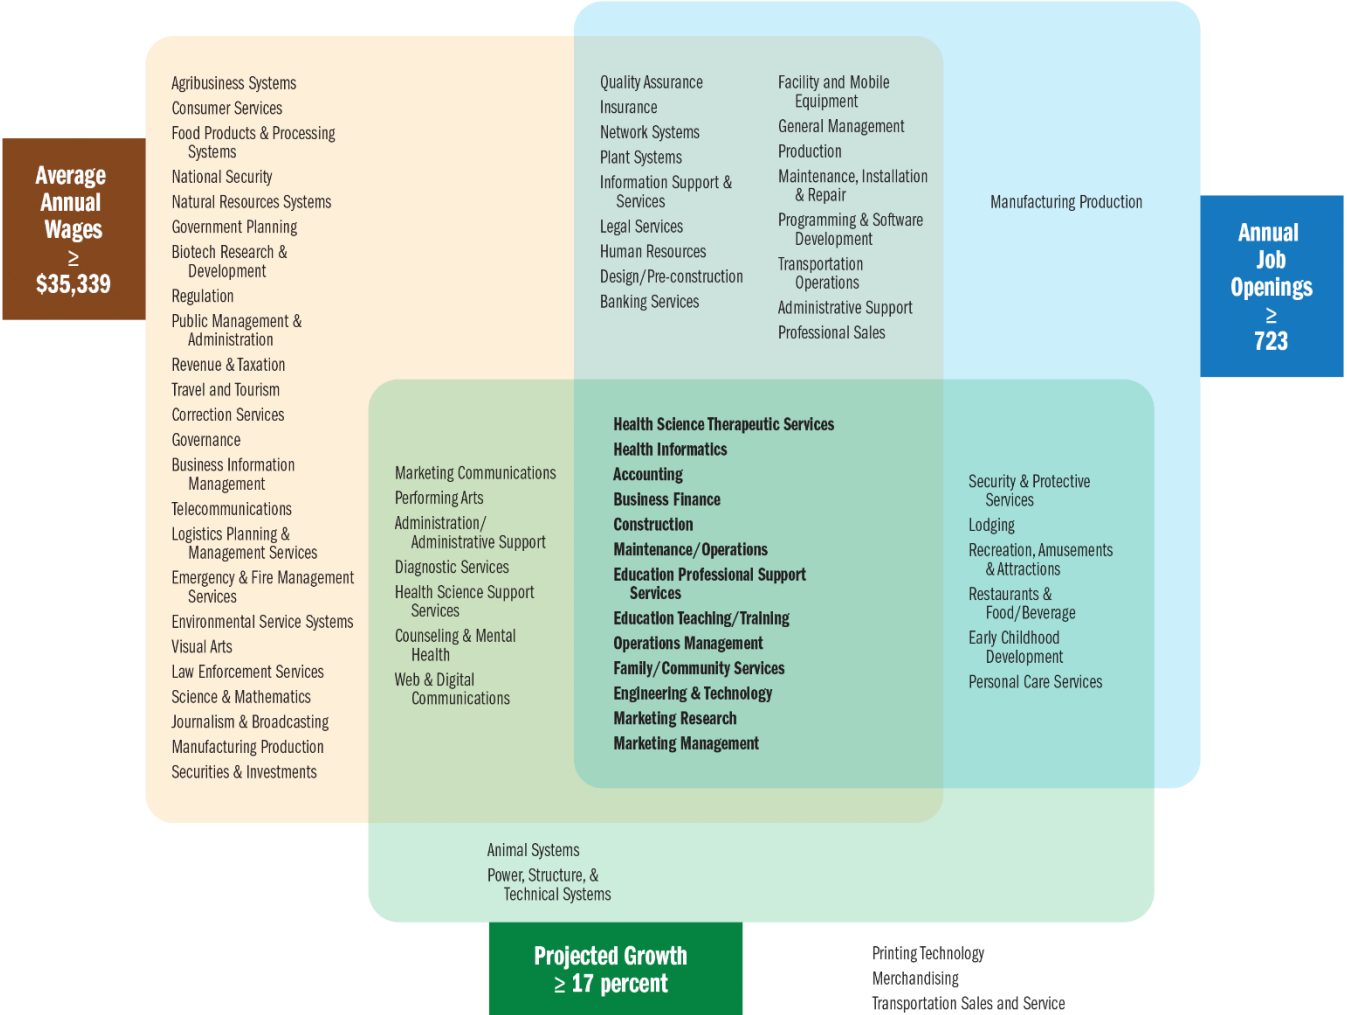 Average
Annual
Wages
≥
$35,339
Agribusiness Systems
Consumer Services
Food Products & Processing
Systems
National Security
Natural Resources Systems
Government Planning
Biotech Research &
Development
Regulation
Public Management &
Administration
Revenue & Taxation
Travel and Tourism
Correction Services
Governance
Business Information
Management
Telecommunications
Logistics Planning &
Management Services
Emergency & Fire Management
Services
Environmental Service Systems
Visual Arts
Law Enforcement Services
Science & Mathematics
Journalism & Broadcasting
Manufacturing Production
Securities & Investments
Quality Assurance
Insurance
Network Systems
Plant Systems
Information Support &
Services
Legal Services
Human Resources
Design/Pre-construction
Banking Services
Facility and Mobile
Equipment
General Management
Production
Maintenance, Installation
& Repair
Programming & Software
Development
Transportation
Operations
Administrative Support
Professional Sales
Manufacturing Production
Annual
Job
Openings
≥
723
Marketing Communications
Performing Arts
Administration/
Administrative Support
Diagnostic Services
Health Science Support
Services
Counseling & Mental
Health
Web & Digital
Communications
Health Science Therapeutic Services
Health Informatics
Accounting
Business Finance
Construction
Maintenance/Operations
Education Professional Support
Services
Education Teaching/Training
Operations Management
Family/Community Services
Engineering & Technology
Marketing Research
Marketing Management
Security & Protective
Services
Lodging
Recreation, Amusements
& Attractions
Restaurants &
Food/Beverage
Early Childhood
Development
Personal Care Services
Animal Systems
Power, Structure, &
Technical Systems
Projected Growth
≥ 17 percent
Printing Technology
Merchandising
Transportation Sales and Service